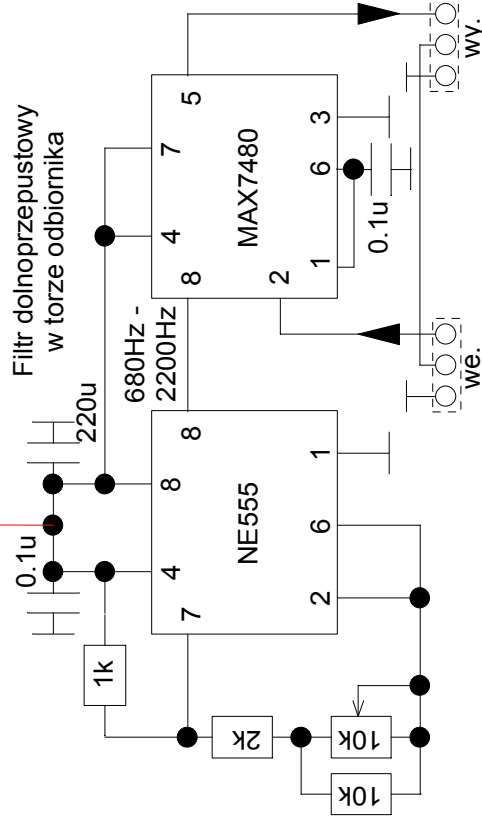 Filtr dolnoprzepustowy
w torze odbiornika
0.1u
220u
1k
4
8
7
NE555
8
2
6
1
680Hz -
2200Hz
4
7
8
5
MAX7480
2
1
6
3
0.1u
2k
10k
10k
we.
wy.